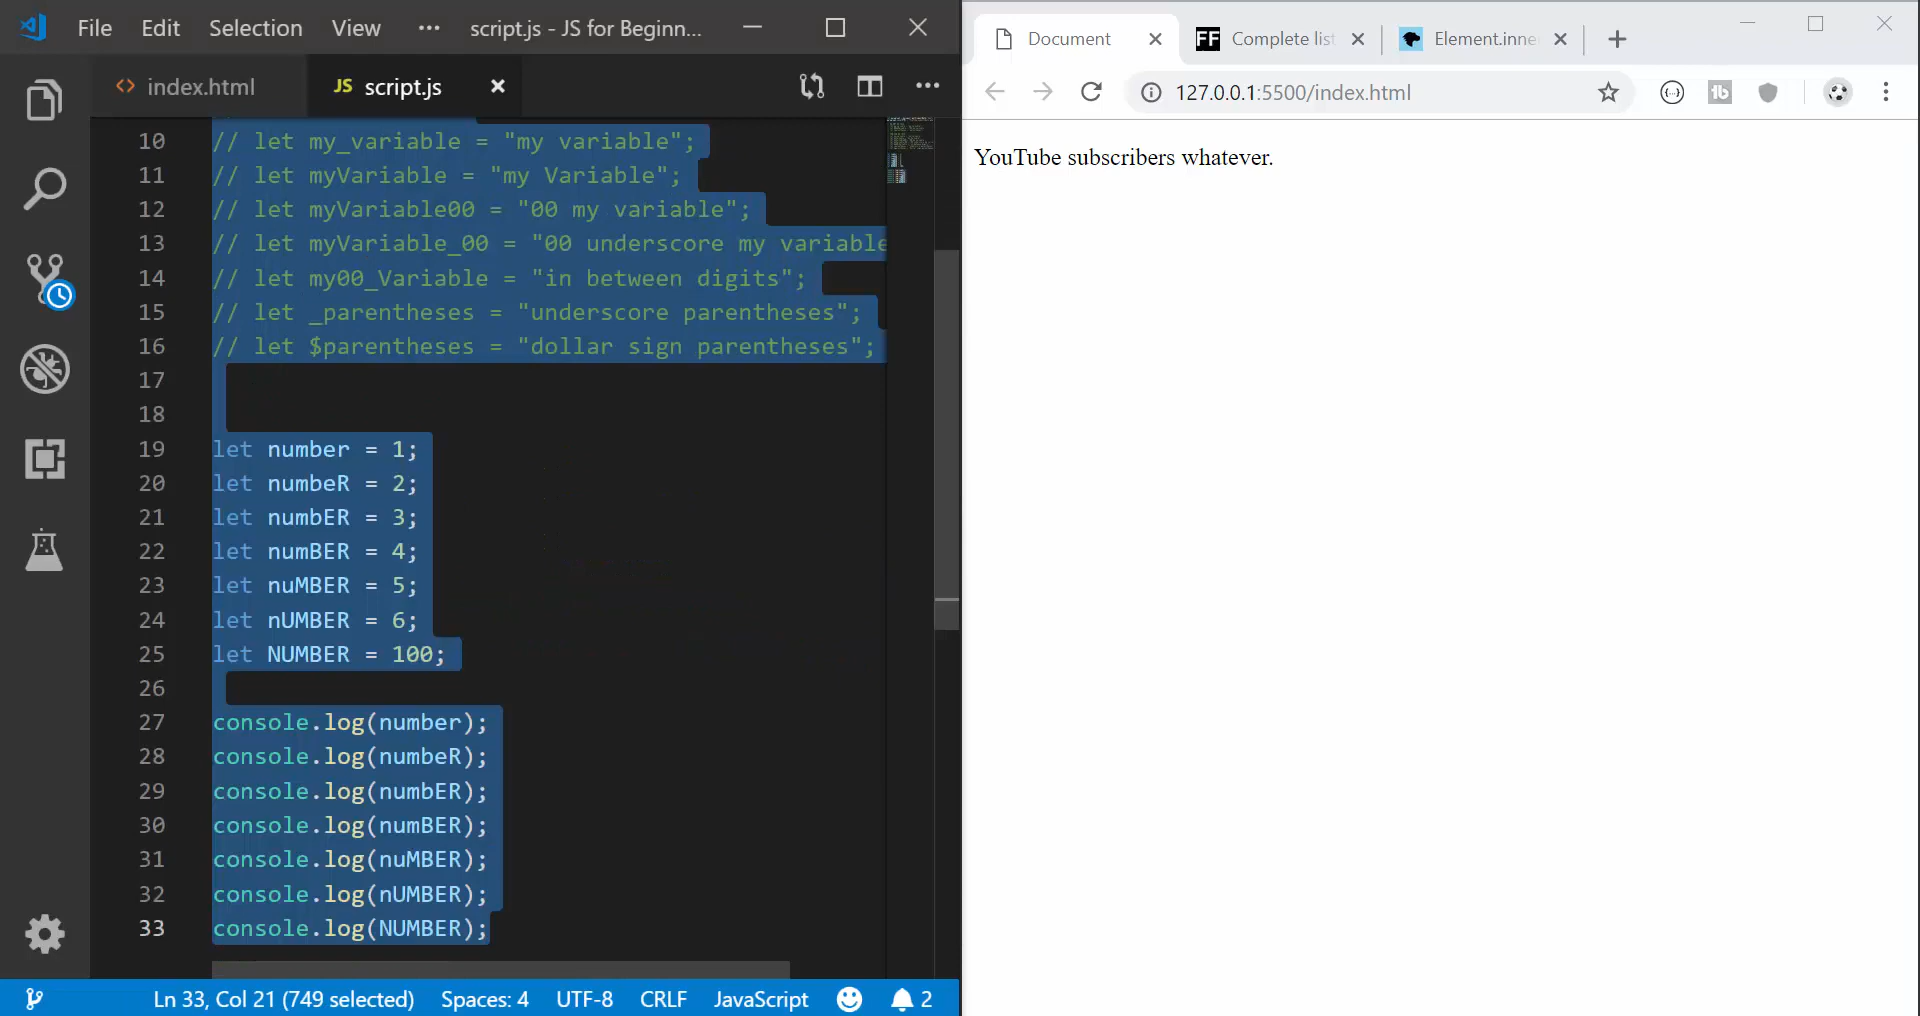 File Edit Selection View ··· script.js - JS for Beginn...
index.html JS script.js
10 // let my_variable = "my variable";
11 // let myVariable = "my Variable";
12 // let myVariable00 = "00 my variable";
13 // let myVariable_00 = "00 underscore my variable
14 // let my00_Variable = "in between digits";
15 // let _parentheses = "underscore parentheses";
16 // let $parentheses = "dollar sign parentheses";
17
18
19 let number = 1;
20 let numbeR = 2;
21 let numbER = 3;
22 let numBER = 4;
23 let nuMBER = 5;
24 let nUMBER = 6;
25 let NUMBER = 100;
26
27 console.log(number);
28 console.log(numbeR);
29 console.log(numbER);
30 console.log(numBER);
31 console.log(nuMBER);
32 console.log(nUMBER);
33 console.log(NUMBER);
Ln 33, Col 21 (749 selected) Spaces: 4 UTF-8 CRLF JavaScript 2
Document FF Complete list Element.inne
127.0.0.1:5500/index.html
YouTube subscribers whatever.